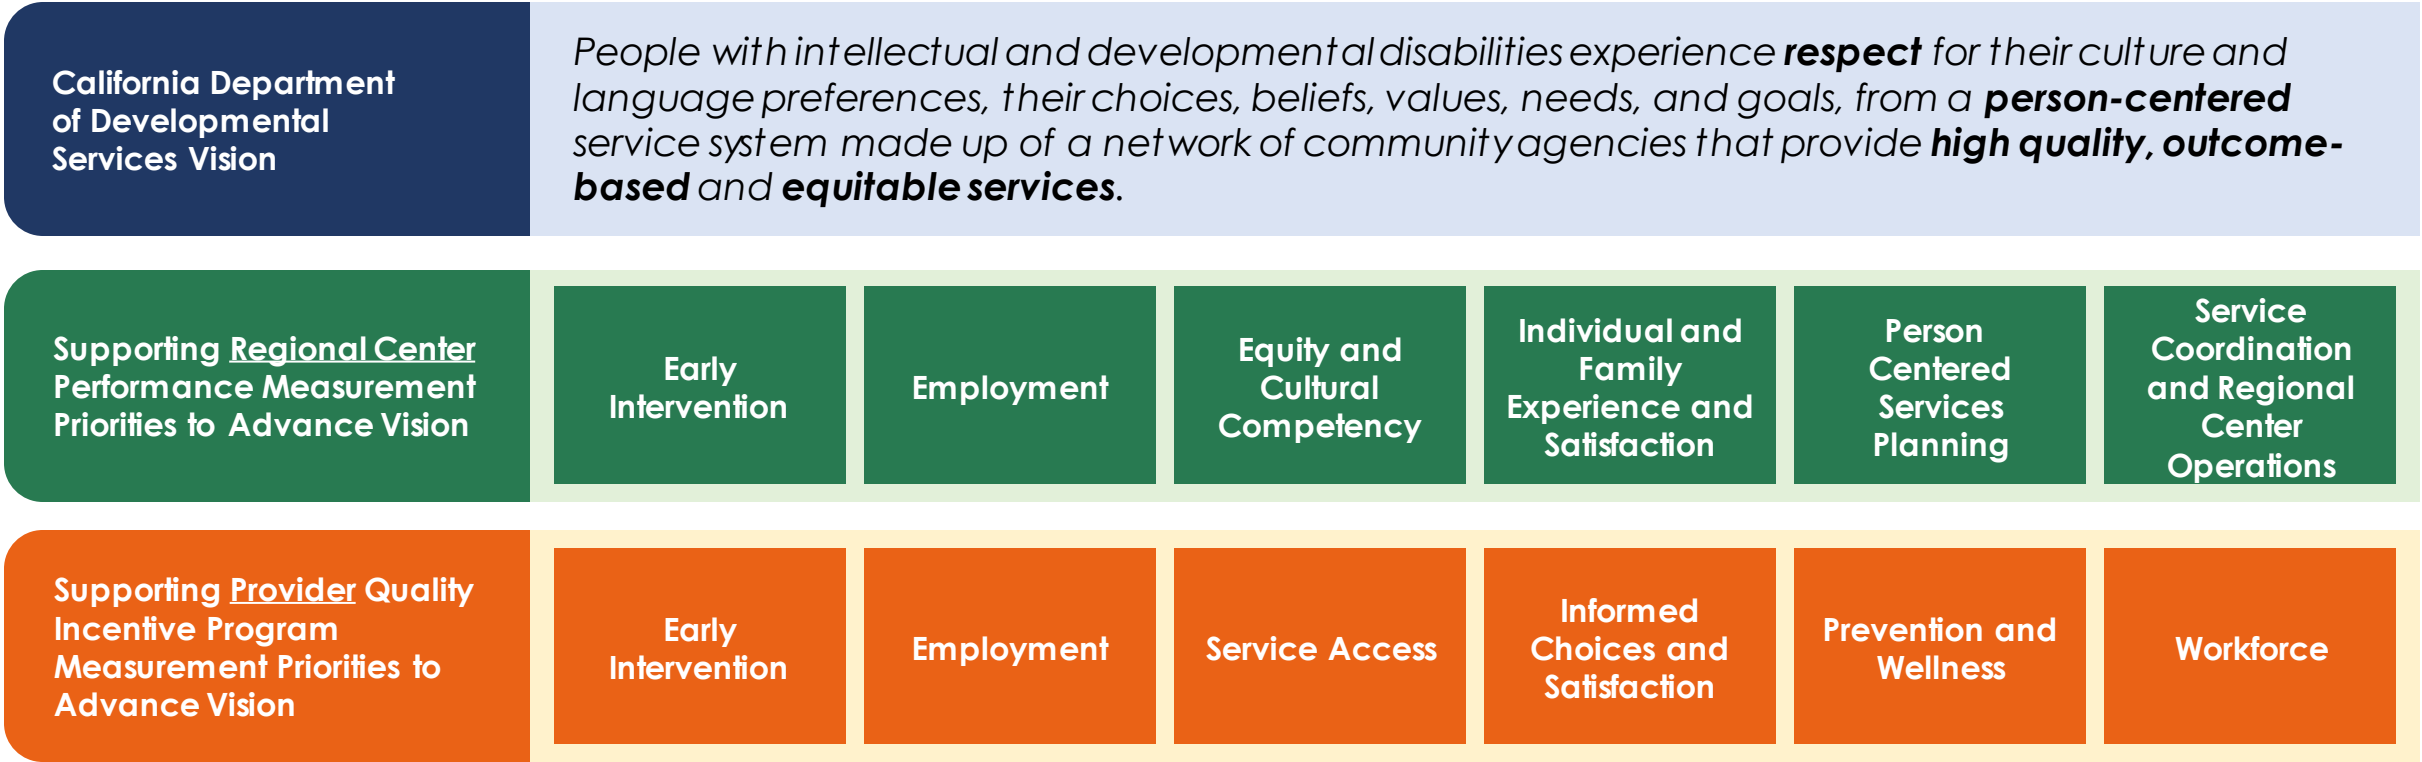 California Department
of Developmental
Services Vision
People with intellectual and developmental disabilities experience respect for their culture and
language preferences, their choices, beliefs, values, needs, and goals, from a person-centered
service system made up of a network of community agencies that provide high quality, outcome-
based and equitable services.
Supporting Regional Center
Performance Measurement
Priorities to Advance Vision
Early
Intervention
Employment
Equity and
Cultural
Competency
Individual and
Family
Experience and
Satisfaction
Person
Centered
Services
Planning
Service
Coordination
and Regional
Center
Operations
Supporting Provider Quality
Incentive Program
Measurement Priorities to
Advance Vision
Early
Intervention
Employment
Service Access
Informed
Choices and
Satisfaction
Prevention and
Wellness
Workforce